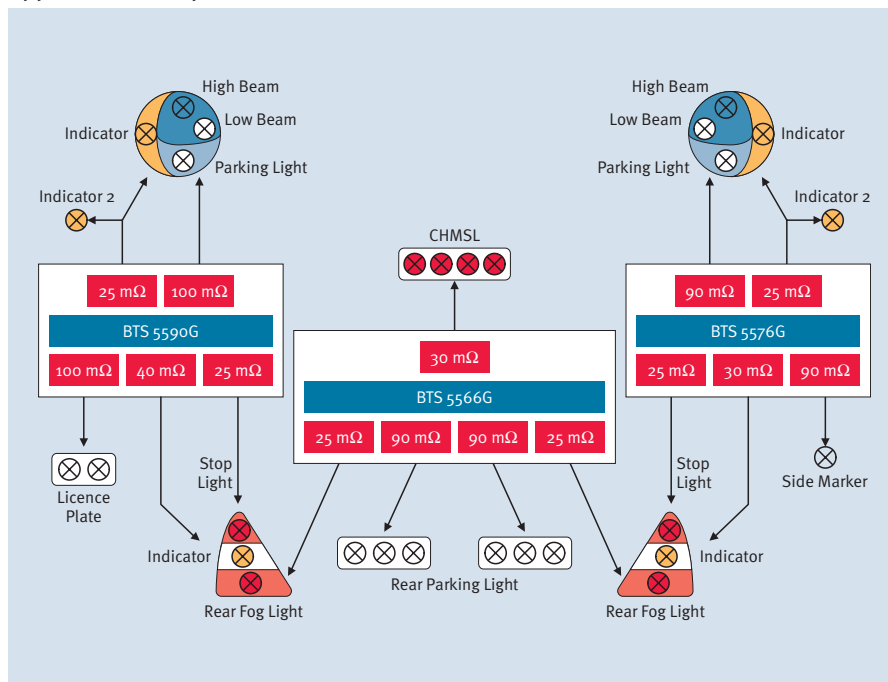 High Beam
Low Beam
Indicator
Parking Light
Indicator 2
High Beam
Low Beam
Indicator
Parking Light
Indicator 2
CHMSL
25 mΩ 100 mΩ
BTS 5590G
100 mΩ 40 mΩ 25 mΩ
30 mΩ
BTS 5566G
25 mΩ 90 mΩ 90 mΩ 25 mΩ
90 mΩ 25 mΩ
BTS 5576G
25 mΩ 30 mΩ 90 mΩ
Licence
Plate
Stop
Light
Indicator
Rear Fog Light
Rear Parking Light
Stop
Light
Side Marker
Indicator
Rear Fog Light